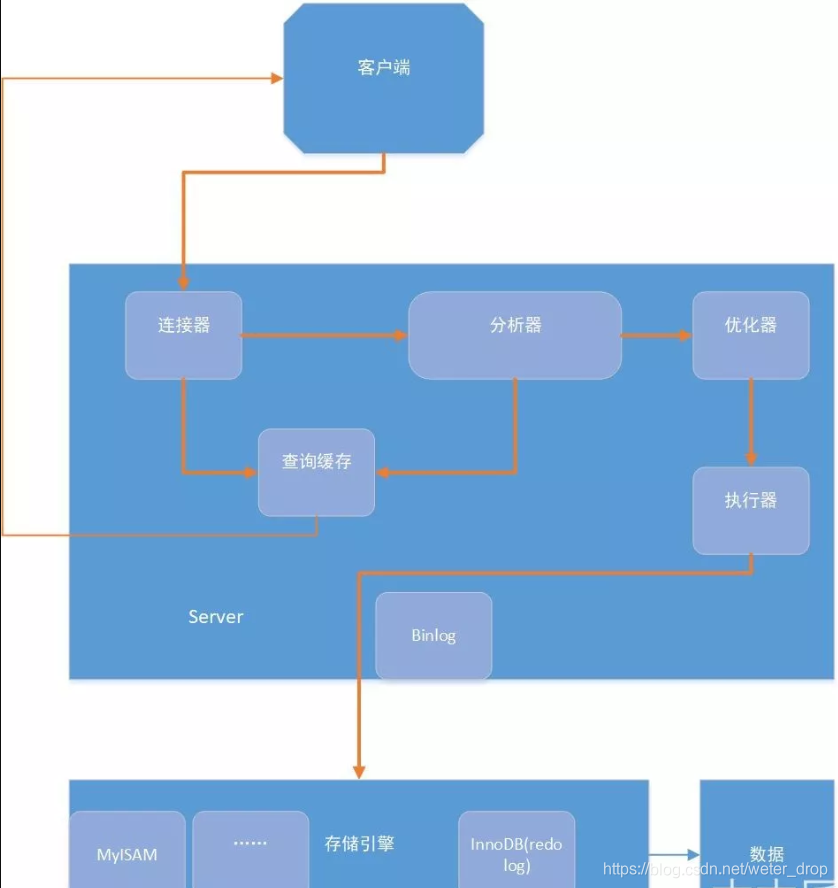 客户端
连接器
分析器
优化器
查询缓存
执行器
Server
Binlog
MyISAM
……
存储引擎
InnoDB(redo
log)
数据
https://blog.csdn.net/weter_drop